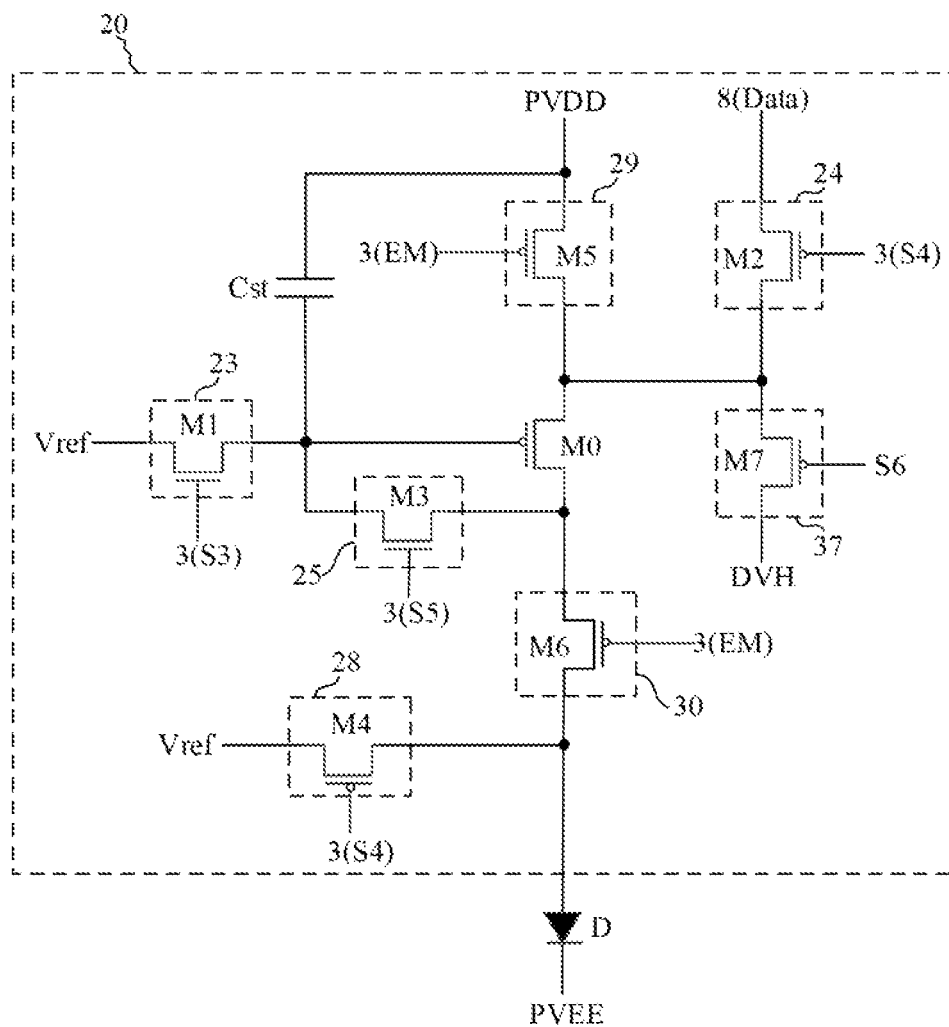 20
PVDD
8(Data)
29
24
3(EM)
M5
M2
3(S4)
Cst
23
M1
Vref
M0
M7
S6
M3
3(S3)
25
37
DVH
3(S5)
M6
3(EM)
28
30
M4
Vref
3(S4)
D
PVEE